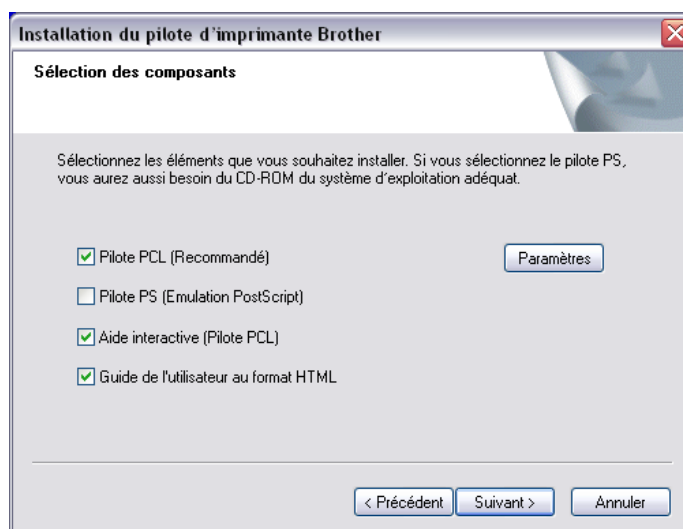 Installation du pilote d'imprimante Brother
Sélection des composants
Sélectionnez les éléments que vous souhaitez installer. Si vous sélectionnez le pilote PS,
vous aurez aussi besoin du CD-ROM du système d'exploitation adéquat.
Pilote PCL (Recommandé)
Paramètres
Pilote PS (Emulation PostScript)
Aide interactive (Pilote PCL)
Guide de l'utilisateur au format HTML
< Précédent
Suivant >
Annuler